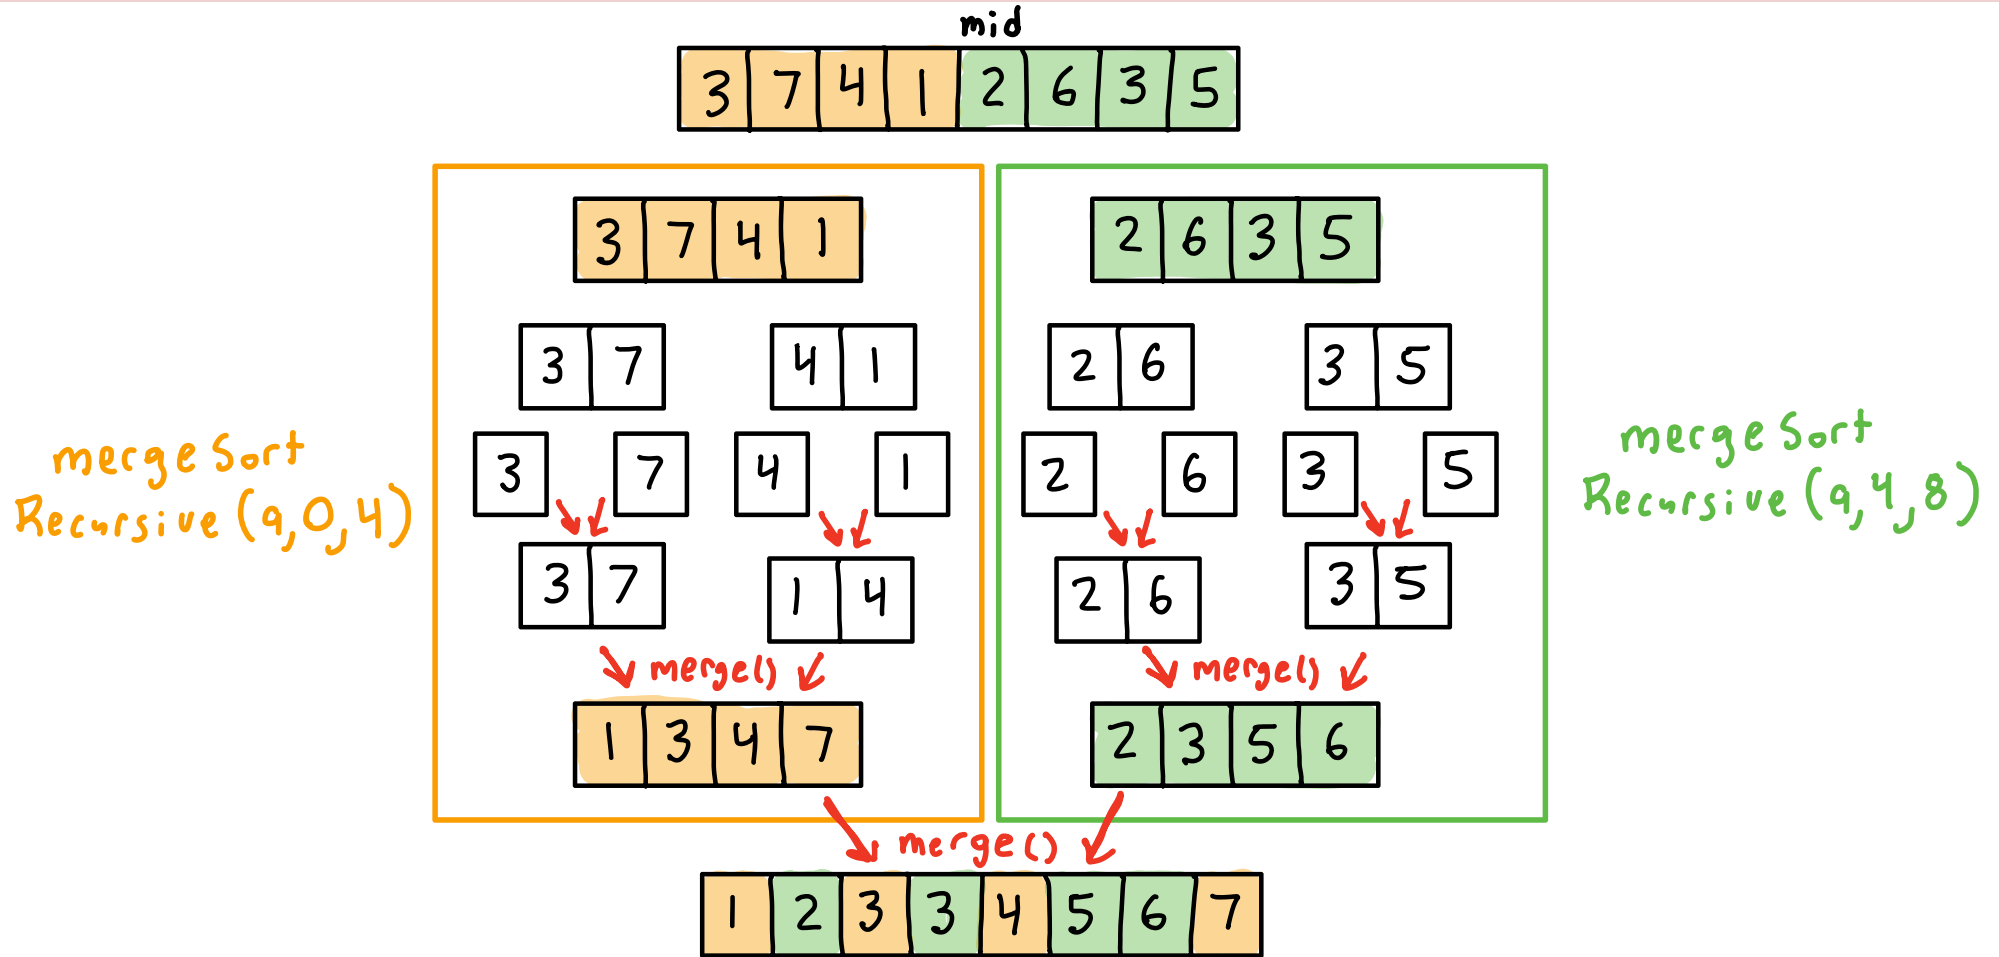 mid
3 7 4 1 2 6 3 5
3 7 4 1
2 6 3 5
3 7
4 1
2 6
3 5
3
7
4
1
2
6
3
5
mergeSort
Recursive (a,0,4)
mergeSort
Recursive (a,4,8)
3 7
1 4
2 6
3 5
merge()
merge()
1 3 4 7
2 3 5 6
merge()
1 2 3 3 4 5 6 7